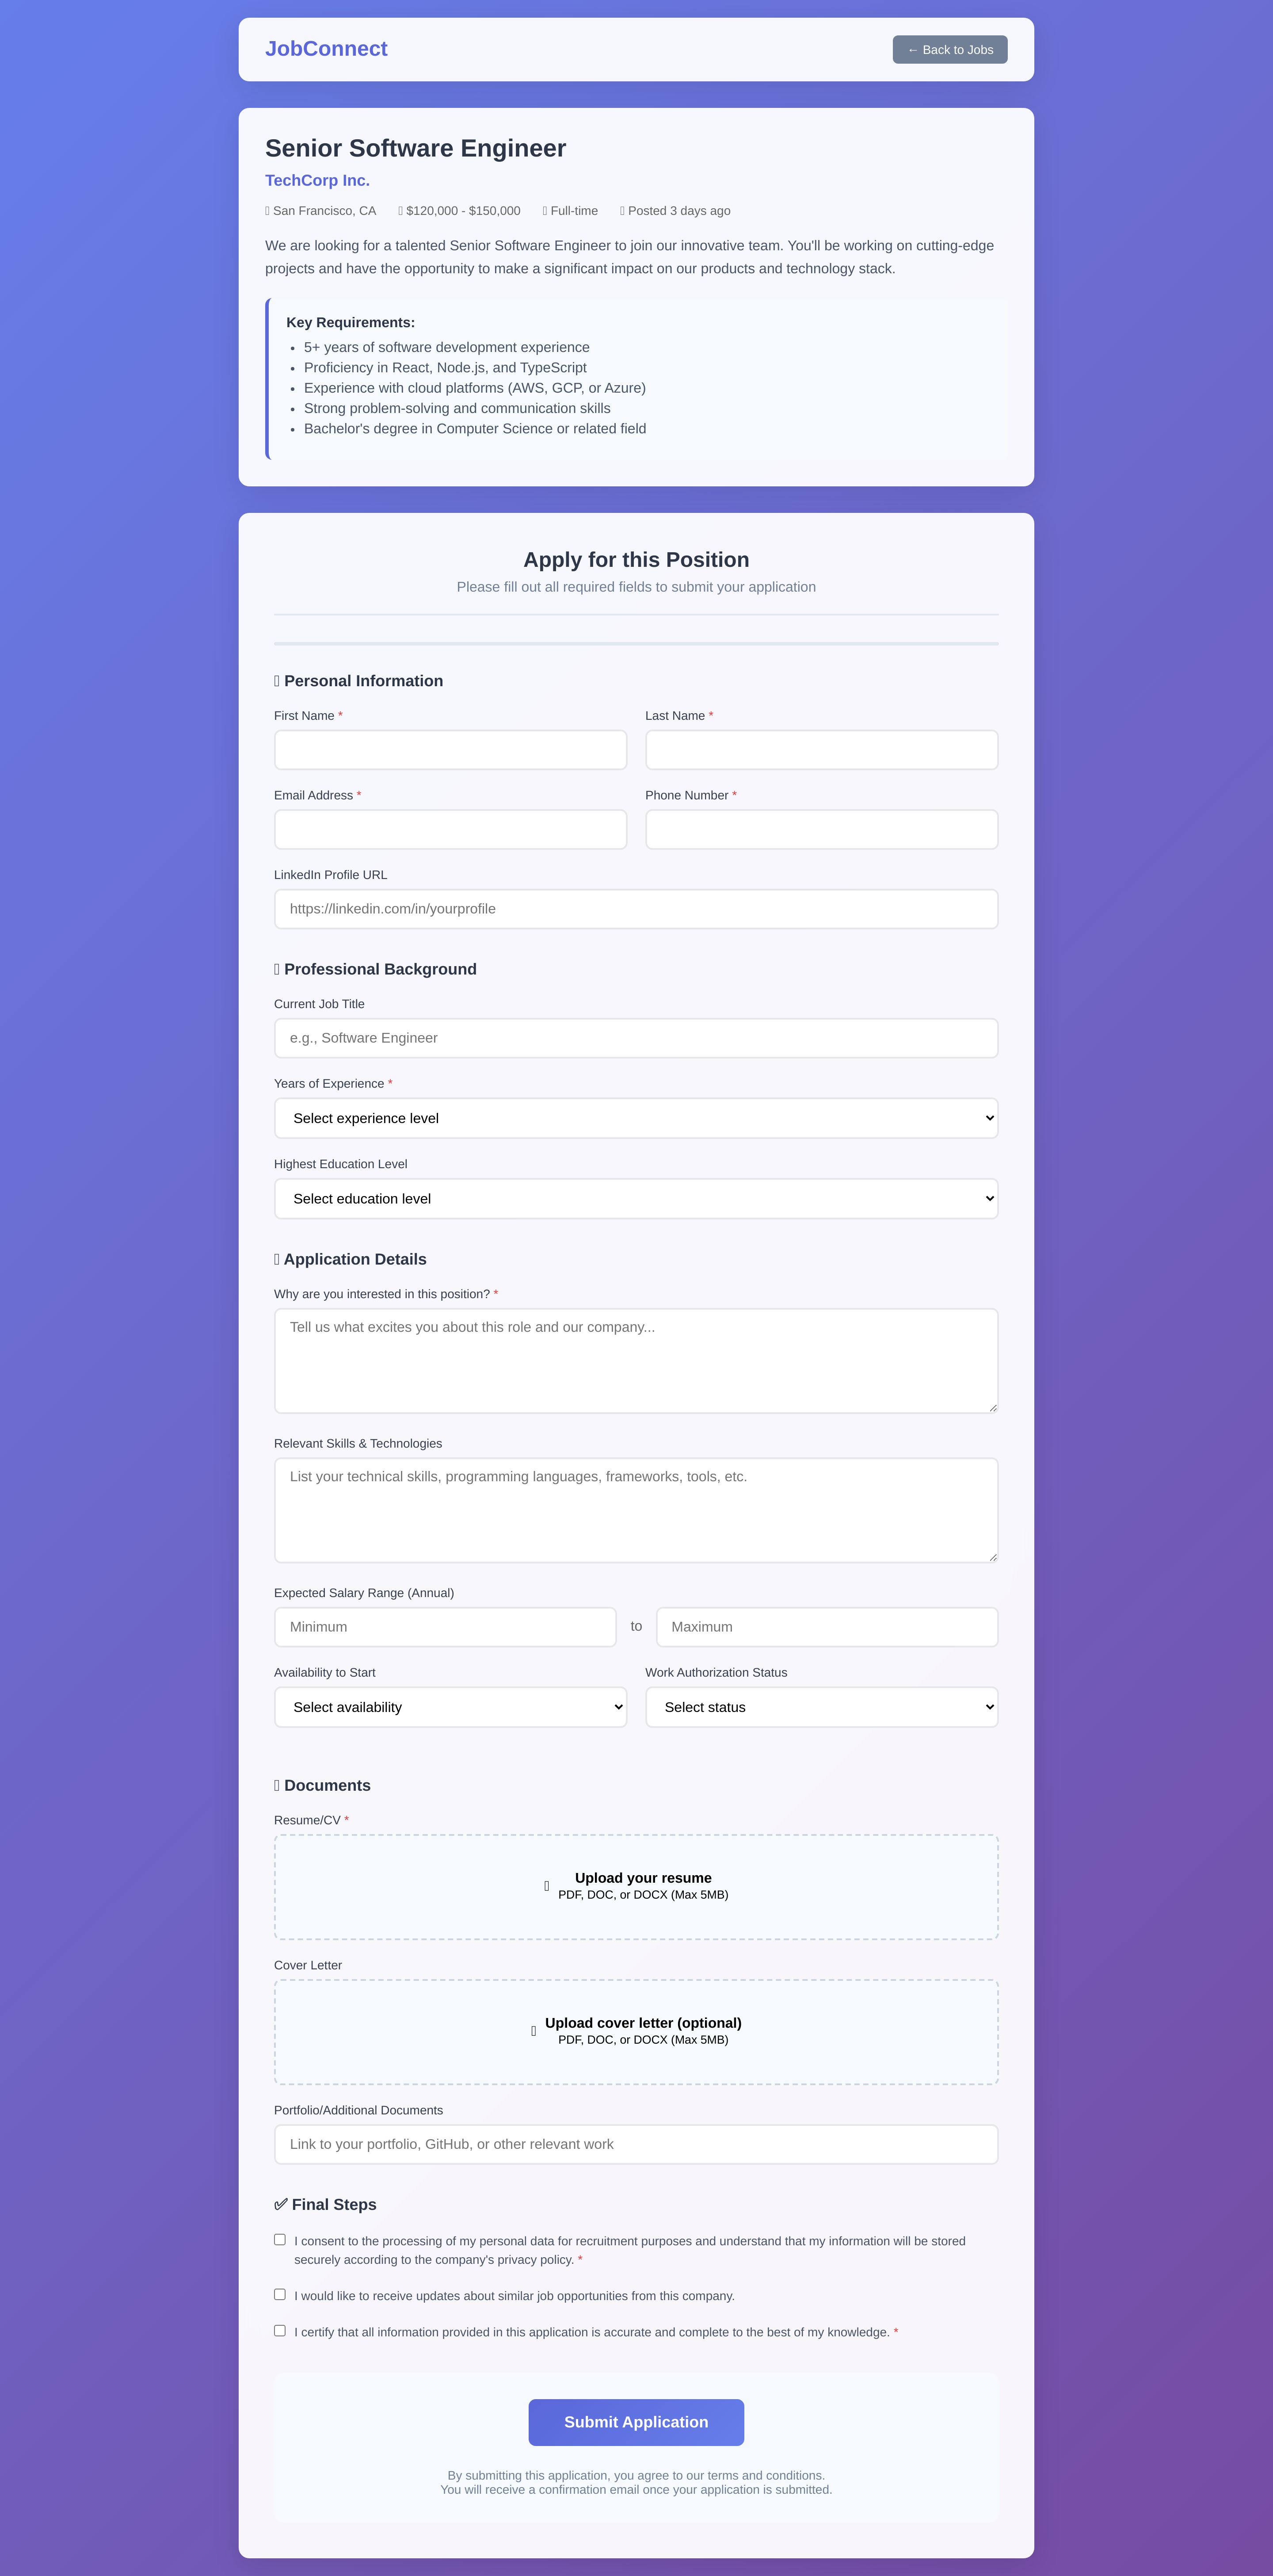 JobConnect
← Back to Jobs
Senior Software Engineer
TechCorp Inc.
San Francisco, CA $120,000 - $150,000 Full-time Posted 3 days ago
We are looking for a talented Senior Software Engineer to join our innovative team. You'll be working on cutting-edge
projects and have the opportunity to make a significant impact on our products and technology stack.
Key Requirements:
• 5+ years of software development experience
• Proficiency in React, Node.js, and TypeScript
• Experience with cloud platforms (AWS, GCP, or Azure)
• Strong problem-solving and communication skills
• Bachelor's degree in Computer Science or related field
Apply for this Position
Please fill out all required fields to submit your application
Personal Information
First Name * Last Name *
Email Address * Phone Number *
LinkedIn Profile URL
https://linkedin.com/in/yourprofile
Professional Background
Current Job Title
e.g., Software Engineer
Years of Experience *
Select experience level
Highest Education Level
Select education level
Application Details
Why are you interested in this position? *
Tell us what excites you about this role and our company...
Relevant Skills & Technologies
List your technical skills, programming languages, frameworks, tools, etc.
Expected Salary Range (Annual)
Minimum to Maximum
Availability to Start Work Authorization Status
Select availability Select status
Documents
Resume/CV *
Upload your resume
PDF, DOC, or DOCX (Max 5MB)
Cover Letter
Upload cover letter (optional)
PDF, DOC, or DOCX (Max 5MB)
Portfolio/Additional Documents
Link to your portfolio, GitHub, or other relevant work
✅ Final Steps
I consent to the processing of my personal data for recruitment purposes and understand that my information will be stored
securely according to the company's privacy policy. *
I would like to receive updates about similar job opportunities from this company.
I certify that all information provided in this application is accurate and complete to the best of my knowledge. *
Submit Application
By submitting this application, you agree to our terms and conditions.
You will receive a confirmation email once your application is submitted.